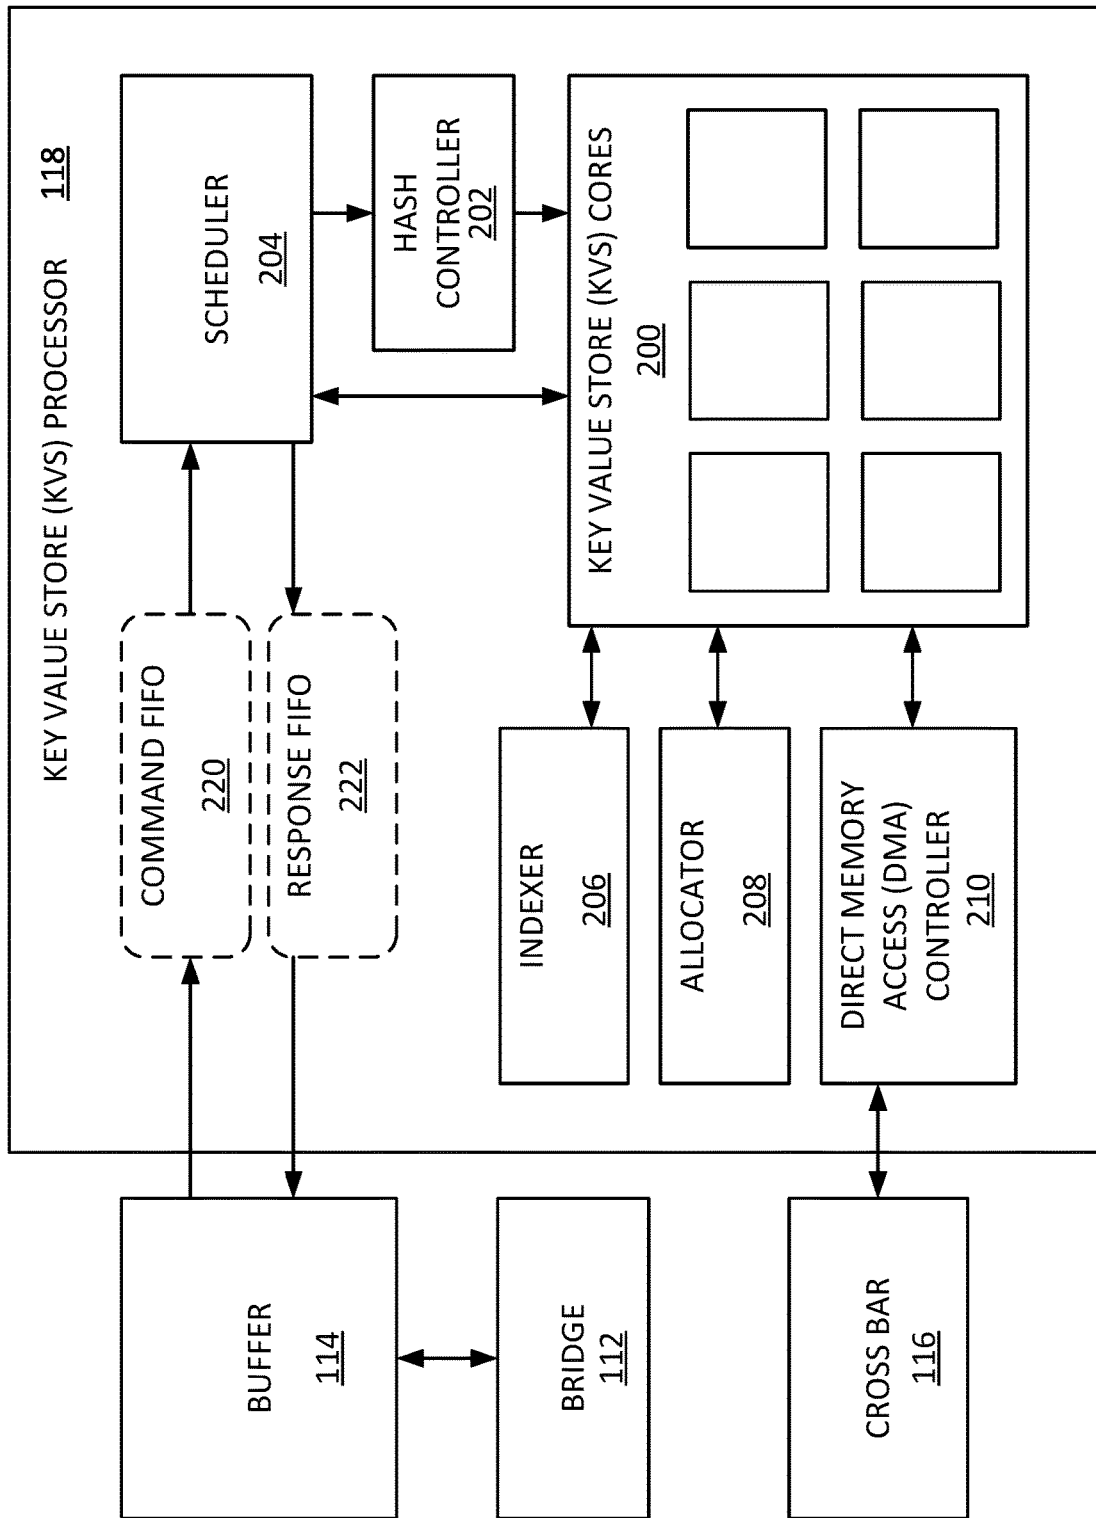 KEY VALUE STORE (KVS) PROCESSOR 118
BUFFER
114
COMMAND FIFO
220
RESPONSE FIFO
222
SCHEDULER
204
HASH
CONTROLLER
202
BRIDGE
112
INDEXER
206
ALLOCATOR
208
KEY VALUE STORE (KVS) CORES
200
CROSS BAR
116
DIRECT MEMORY
ACCESS (DMA)
CONTROLLER
210